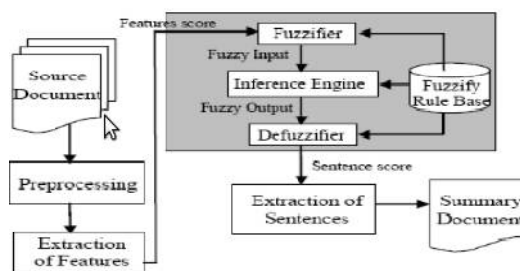 Features score
Fuzzifier
Fuzzy Input
Source
Document
Inference Engine
Fuzzify
Rule Base
Fuzzy Output
Defuzzifier
Sentence score
Preprocessing
Extraction of
Sentences
Summary
Document
Extraction
of Features